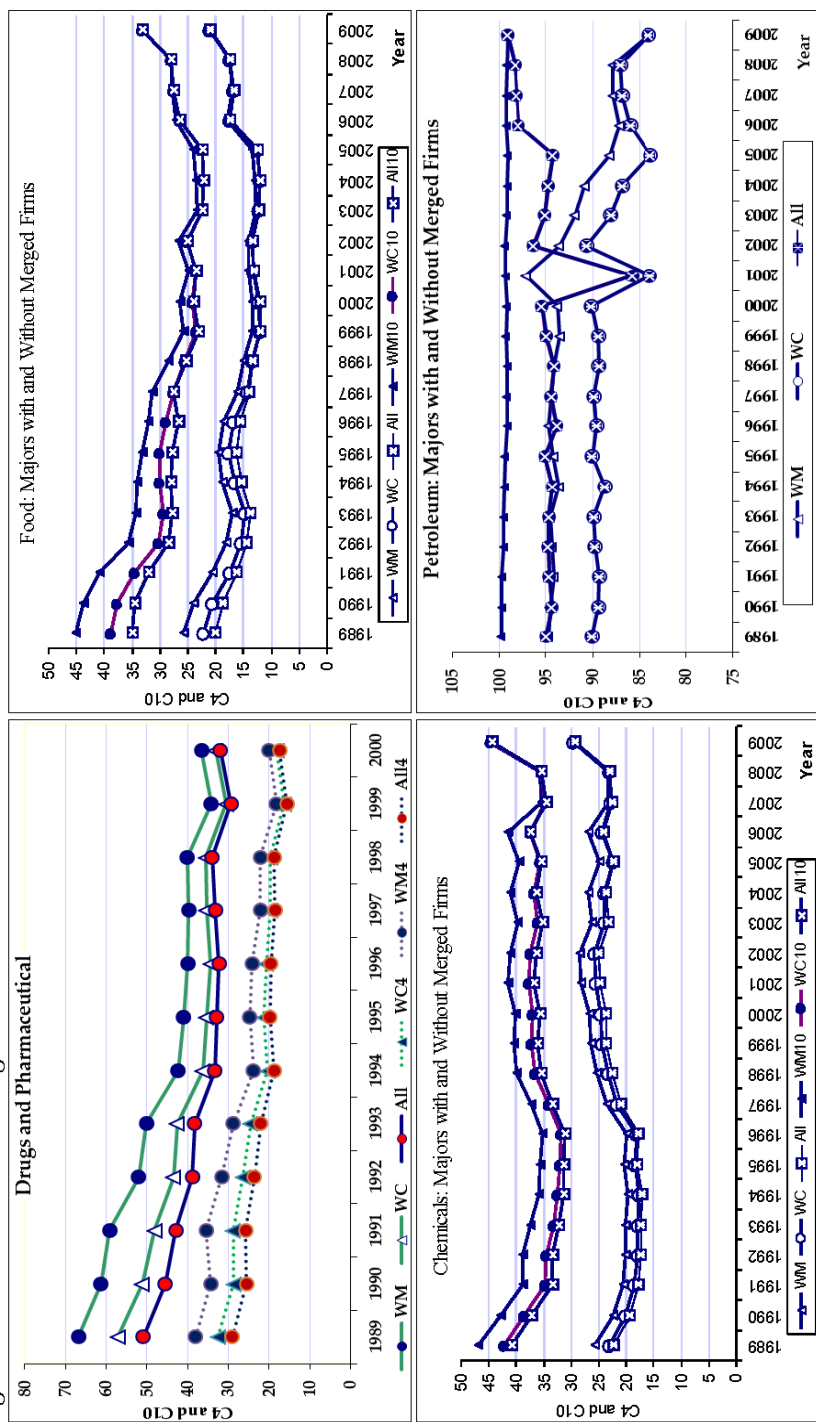 Drugs and Pharmaceutical
C4 and C10
80
70
60
50
40
30
20
10
0
1989 1990 1991 1992 1993 1994 1995 1996 1997 1998 1999 2000
WM WC All WC4 WM4 All4
Food: Majors with and Without Merged Firms
C4 and C10
50
45
40
35
30
25
20
15
10
5
0
1989 1990 1991 1992 1993 1994 1995 1996 1997 1998 1999 2000 2001 2002 2003 2004 2005 2006 2007 2008 2009
Year
WM WC All WM10 WC10 All10
Chemicals: Majors with and Without Merged Firms
C4 and C10
50
45
40
35
30
25
20
15
10
5
0
1989 1990 1991 1992 1993 1994 1995 1996 1997 1998 1999 2000 2001 2002 2003 2004 2005 2006 2007 2008 2009
Year
WM WC All WM10 WC10 All10
Petroleum: Majors with and Without Merged Firms
C4 and C10
105
100
95
90
85
80
75
1989 1990 1991 1992 1993 1994 1995 1996 1997 1998 1999 2000 2001 2002 2003 2004 2005 2006 2007 2008 2009
Year
WM WC All